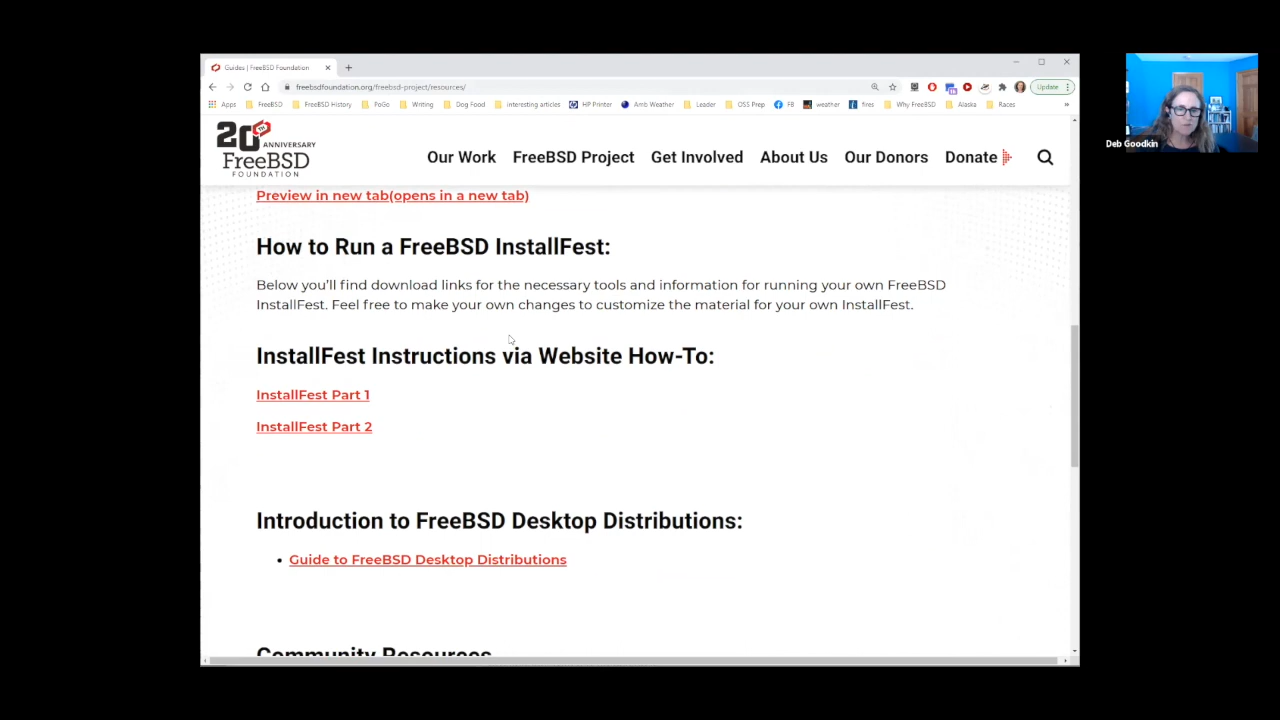 Guides | FreeBSD Foundation
freebsdfoundation.org/freebsd-project/resources/
Update
Apps FreeBSD FreeBSD History PoGo Writing Dog Food interesting articles HP Printer Amb Weather Leader OSS Prep FB weather fires Why FreeBSD Alaska Races »
20TH ANNIVERSARY
FreeBSD
FOUNDATION
Our Work FreeBSD Project Get Involved About Us Our Donors Donate
Deb Goodkin
Preview in new tab(opens in a new tab)
How to Run a FreeBSD InstallFest:
Below you'll find download links for the necessary tools and information for running your own FreeBSD
InstallFest. Feel free to make your own changes to customize the material for your own InstallFest.
InstallFest Instructions via Website How-To:
InstallFest Part 1
InstallFest Part 2
Introduction to FreeBSD Desktop Distributions:
Guide to FreeBSD Desktop Distributions
Community Resources